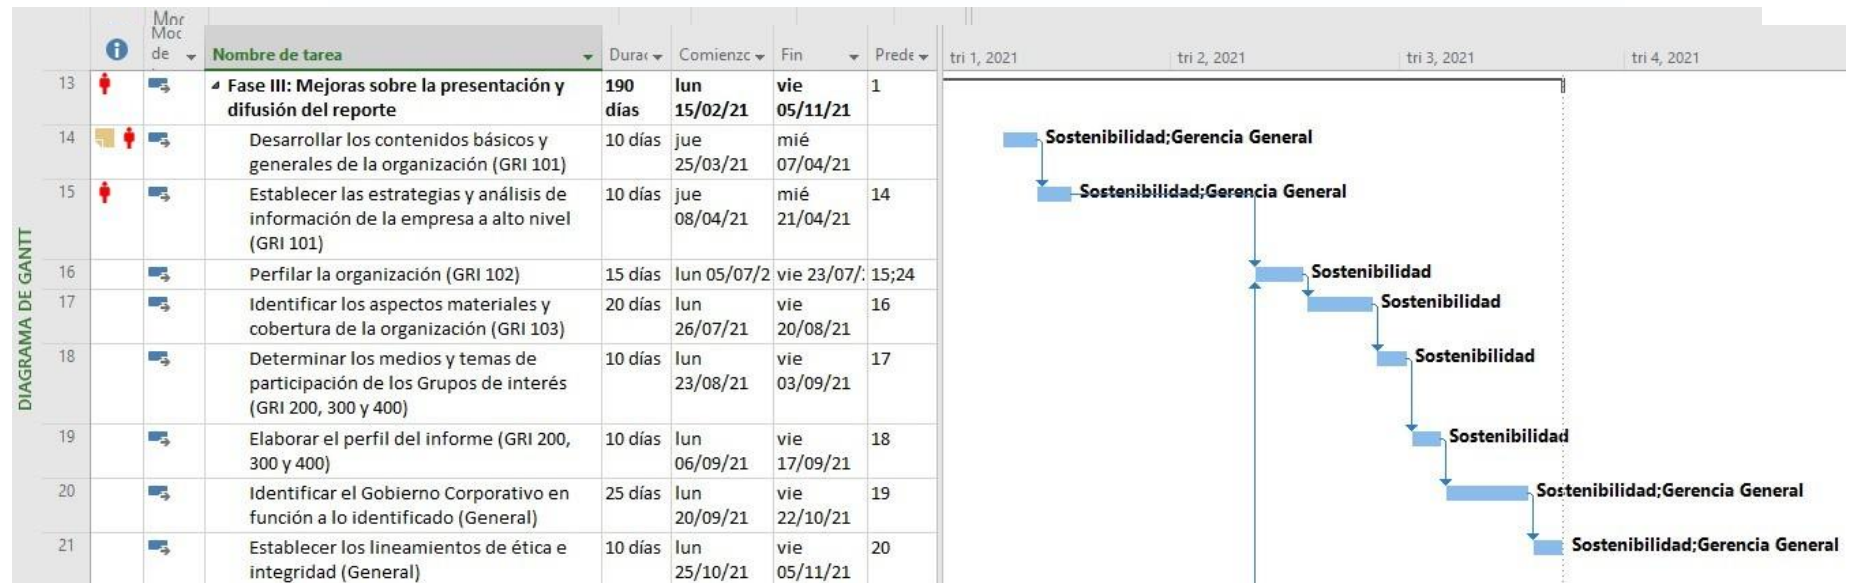 Mor
Moc
de
Nombre de tarea
Durac
Comienzo
Fin
Prede
tri 1, 2021
tri 2, 2021
tri 3, 2021
tri 4, 2021
DIAGRAMA DE GANTT
13
Fase III: Mejoras sobre la presentación y
difusión del reporte
190
días
lun
15/02/21
vie
05/11/21
1
14
Desarrollar los contenidos básicos y
generales de la organización (GRI 101)
10 días
jue
25/03/21
mié
07/04/21
Sostenibilidad;Gerencia General
15
Establecer las estrategias y análisis de
información de la empresa a alto nivel
(GRI 101)
10 días
jue
08/04/21
mié
21/04/21
14
Sostenibilidad;Gerencia General
16
Perfilar la organización (GRI 102)
15 días
lun 05/07/2
vie 23/07/
15;24
Sostenibilidad
17
Identificar los aspectos materiales y
cobertura de la organización (GRI 103)
20 días
lun
26/07/21
vie
20/08/21
16
Sostenibilidad
18
Determinar los medios y temas de
participación de los Grupos de interés
(GRI 200, 300 y 400)
10 días
lun
23/08/21
vie
03/09/21
17
Sostenibilidad
19
Elaborar el perfil del informe (GRI 200,
300 y 400)
10 días
lun
06/09/21
vie
17/09/21
18
Sostenibilidad
20
Identificar el Gobierno Corporativo en
función a lo identificado (General)
25 días
lun
20/09/21
vie
22/10/21
19
Sostenibilidad;Gerencia General
21
Establecer los lineamientos de ética e
integridad (General)
10 días
lun
25/10/21
vie
05/11/21
20
Sostenibilidad;Gerencia General